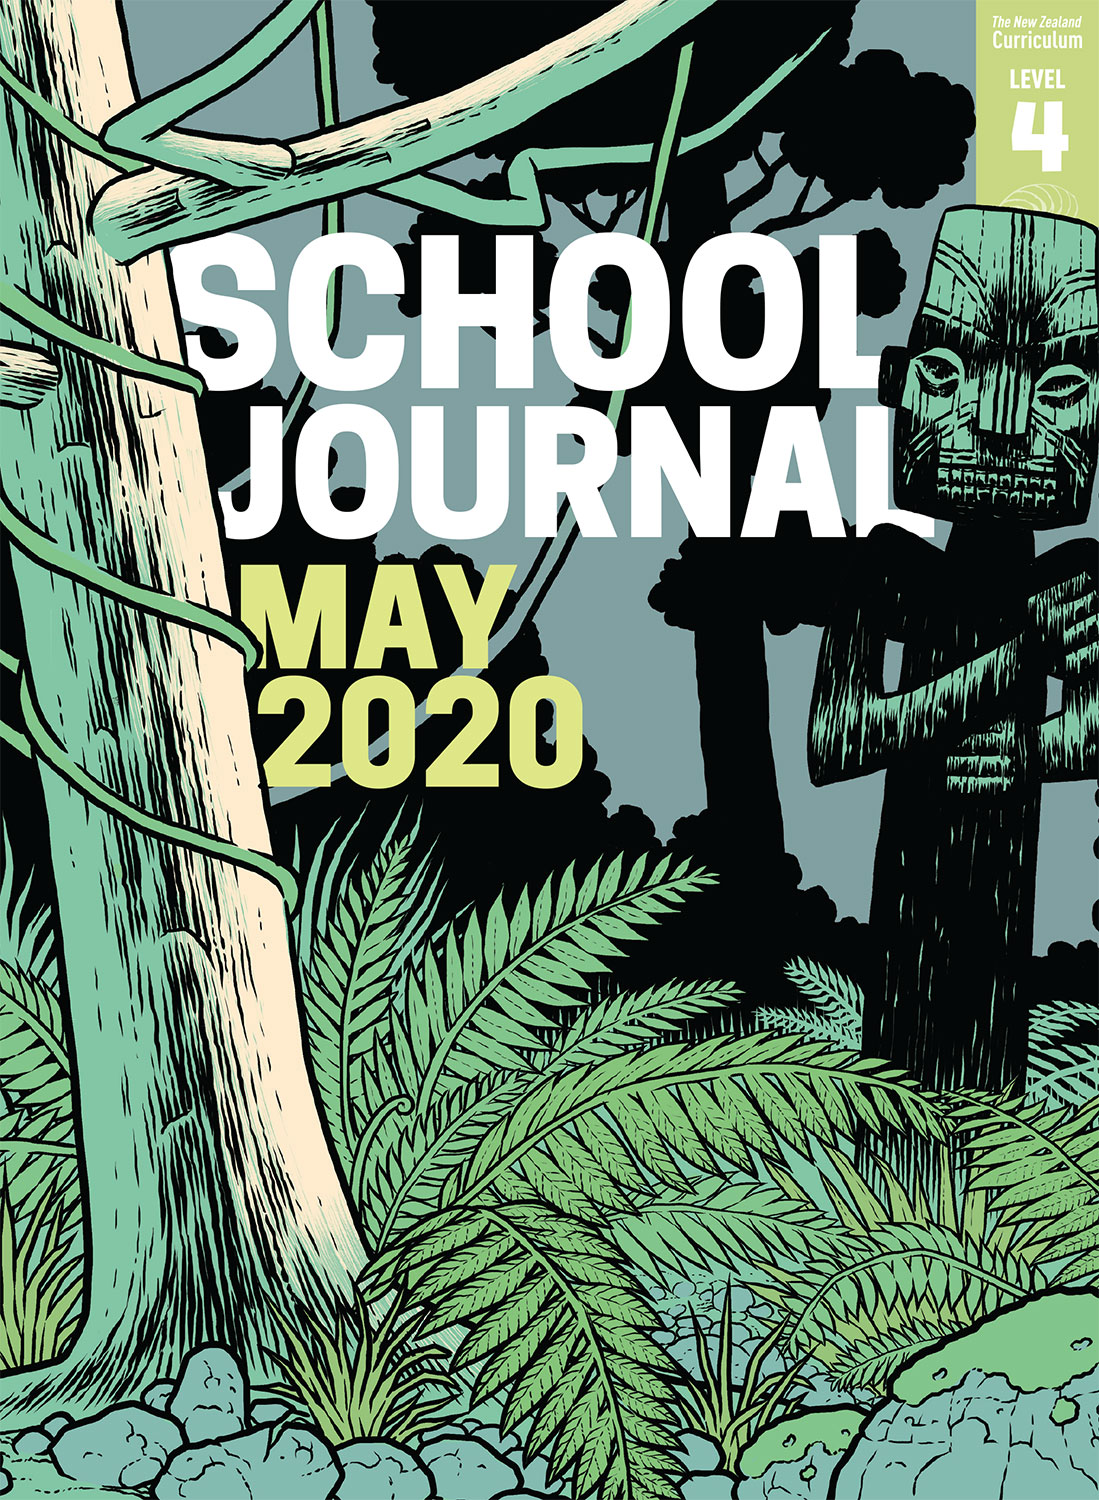 The New Zealand
Curriculum
LEVEL
4
SCHOOL
JOURNAL
MAY
2020